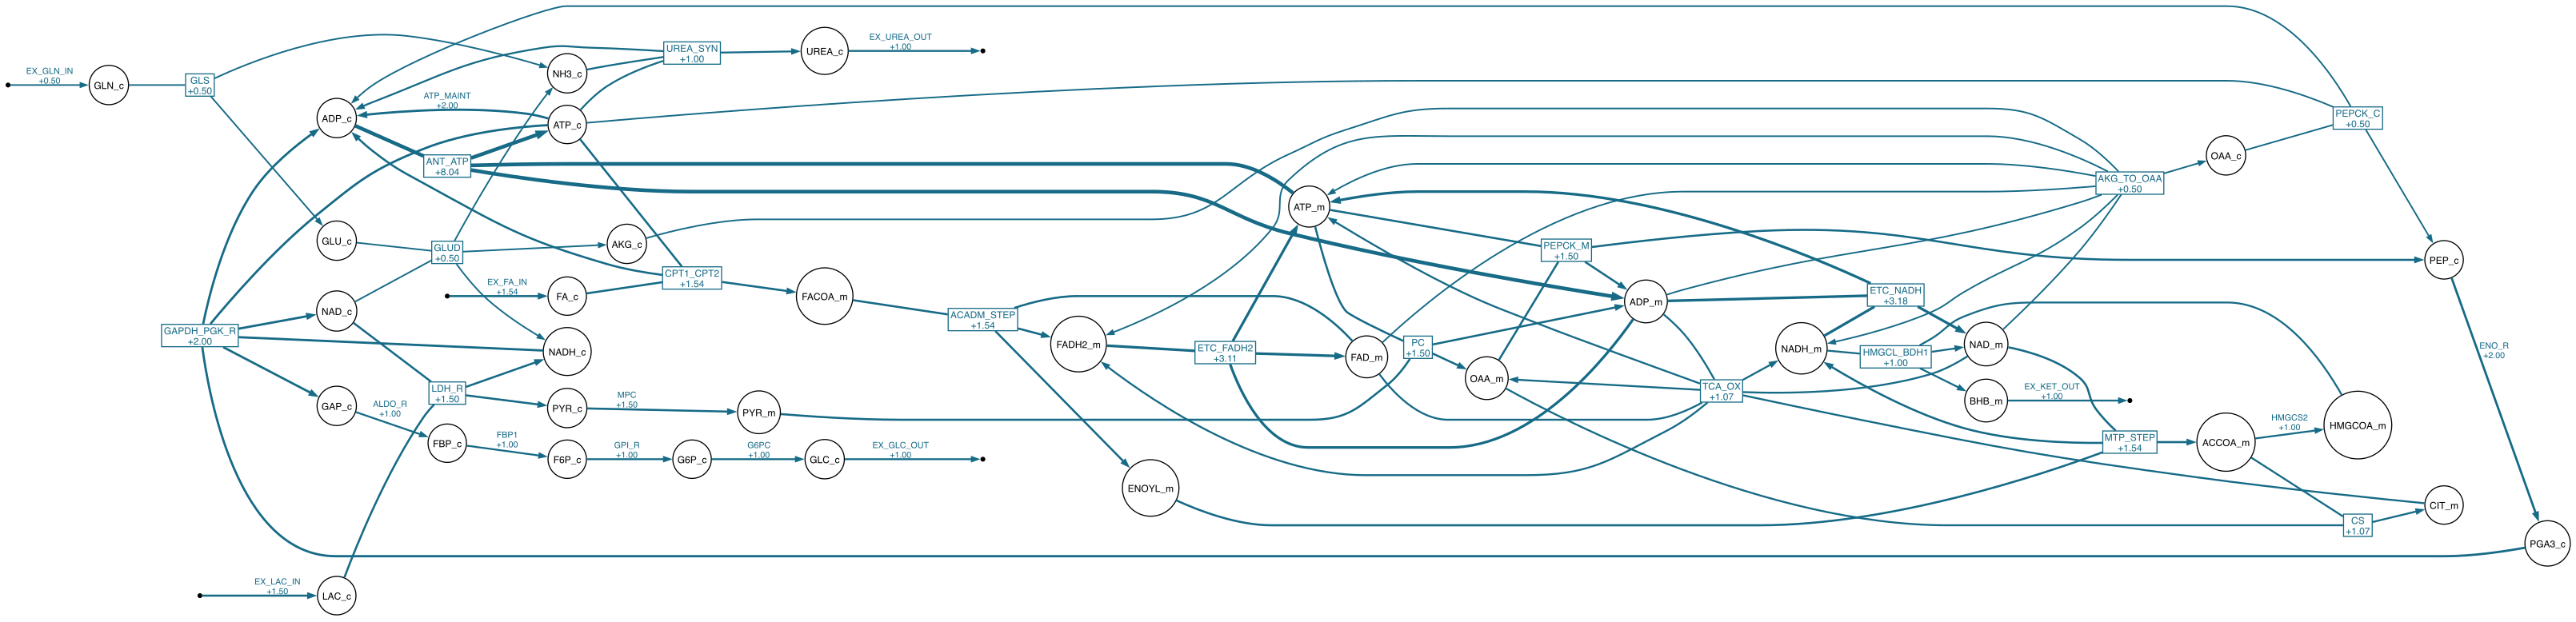 EX_GLN_IN
+0.50
GLN_c
GLS
+0.50
NH3_c
UREA_SYN
+1.00
UREA_c
EX_UREA_OUT
+1.00
ADP_c
ATP_MAINT
+2.00
ATP_c
ANT_ATP
+8.04
PEPCK_C
+0.50
OAA_c
AKG_TO_OAA
+0.50
ATP_m
GLU_c
GLUD
+0.50
AKG_c
PEPCK_M
+1.50
PEP_c
EX_FA_IN
+1.54
FA_c
CPT1_CPT2
+1.54
FACOA_m
ACADM_STEP
+1.54
ADP_m
ETC_NADH
+3.18
NAD_c
GAPDH_PGK_R
+2.00
NADH_c
FADH2_m
ETC_FADH2
+3.11
FAD_m
PC
+1.50
OAA_m
NADH_m
HMGCL_BDH1
+1.00
NAD_m
ENO_R
+2.00
GAP_c
ALDO_R
+1.00
LDH_R
+1.50
PYR_c
MPC
+1.50
PYR_m
TCA_OX
+1.07
BHB_m
EX_KET_OUT
+1.00
FBP_c
FBP1
+1.00
F6P_c
GPI_R
+1.00
G6P_c
G6PC
+1.00
GLC_c
EX_GLC_OUT
+1.00
MTP_STEP
+1.54
ACCOA_m
HMGCS2
+1.00
HMGCOA_m
ENOYL_m
CS
+1.07
CIT_m
PGA3_c
EX_LAC_IN
+1.50
LAC_c